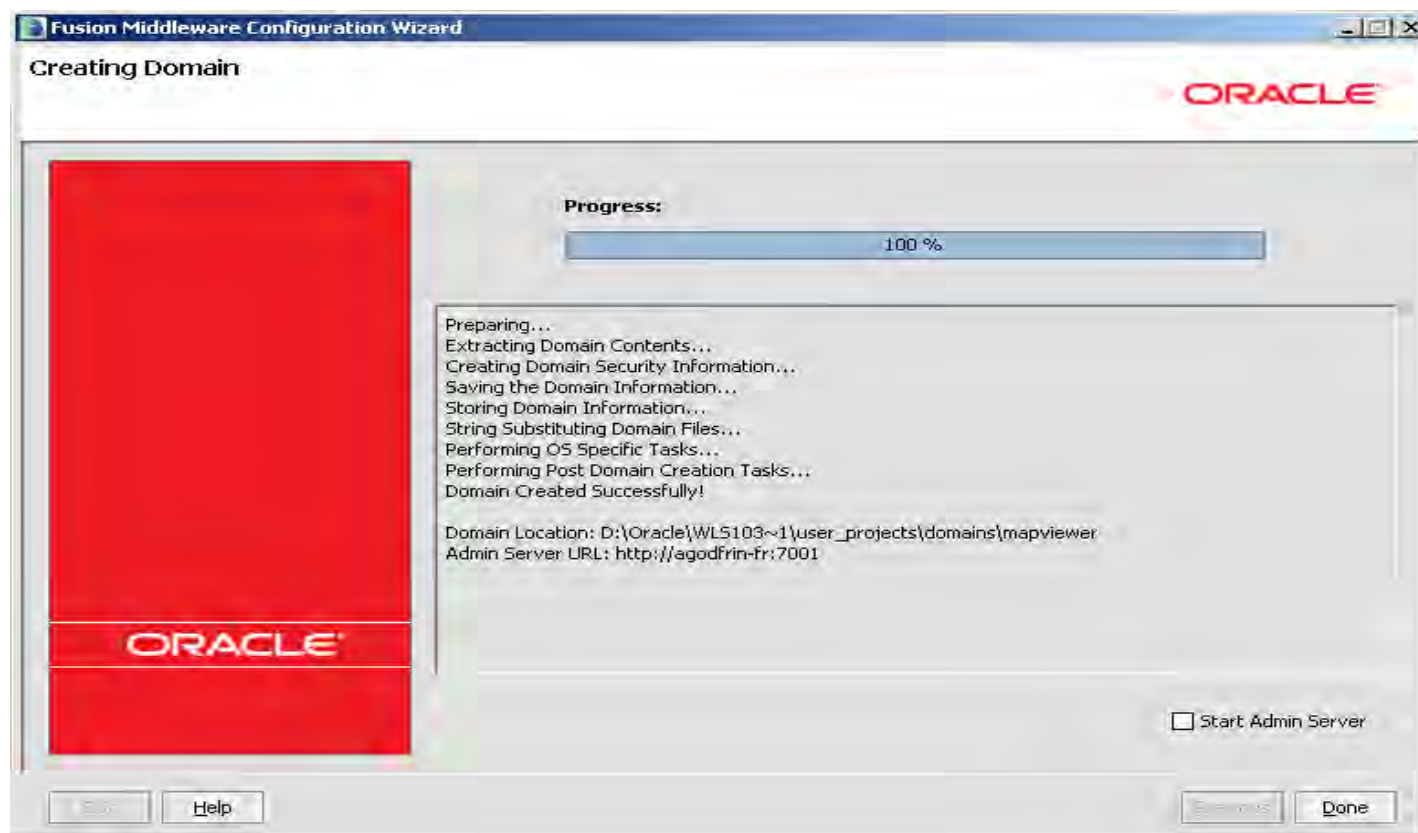 Fusion Middleware Configuration Wizard
Creating Domain
ORACLE
Progress:
100 %
Preparing...
Extracting Domain Contents...
Creating Domain Security Information...
Saving the Domain Information...
Storing Domain Information...
String Substituting Domain Files...
Performing OS Specific Tasks...
Performing Post Domain Creation Tasks...
Domain Created Successfully!
Domain Location: D:\Oracle\WLS103~1\user_projects\domains\mapviewer
Admin Server URL: http://agodfrin-fr:7001
ORACLE
Start Admin Server
Help
Done